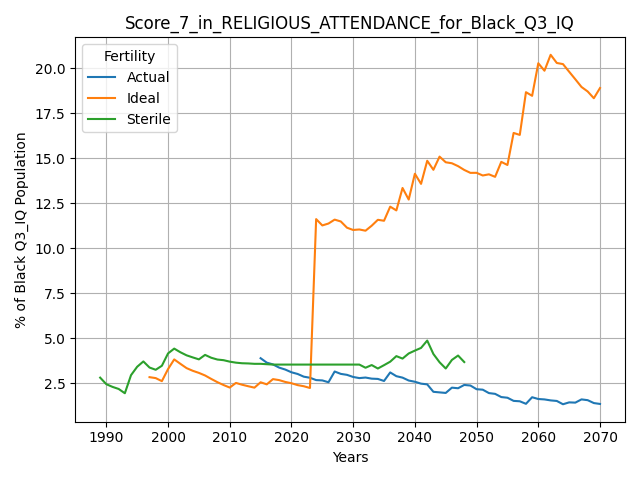 Score_7_in_RELIGIOUS_ATTENDANCE_for_Black_Q3_IQ
Fertility
Actual
Ideal
Sterile
% of Black Q3_IQ Population
20.0
17.5
15.0
12.5
10.0
7.5
5.0
2.5
1990 2000 2010 2020 2030 2040 2050 2060 2070
Years